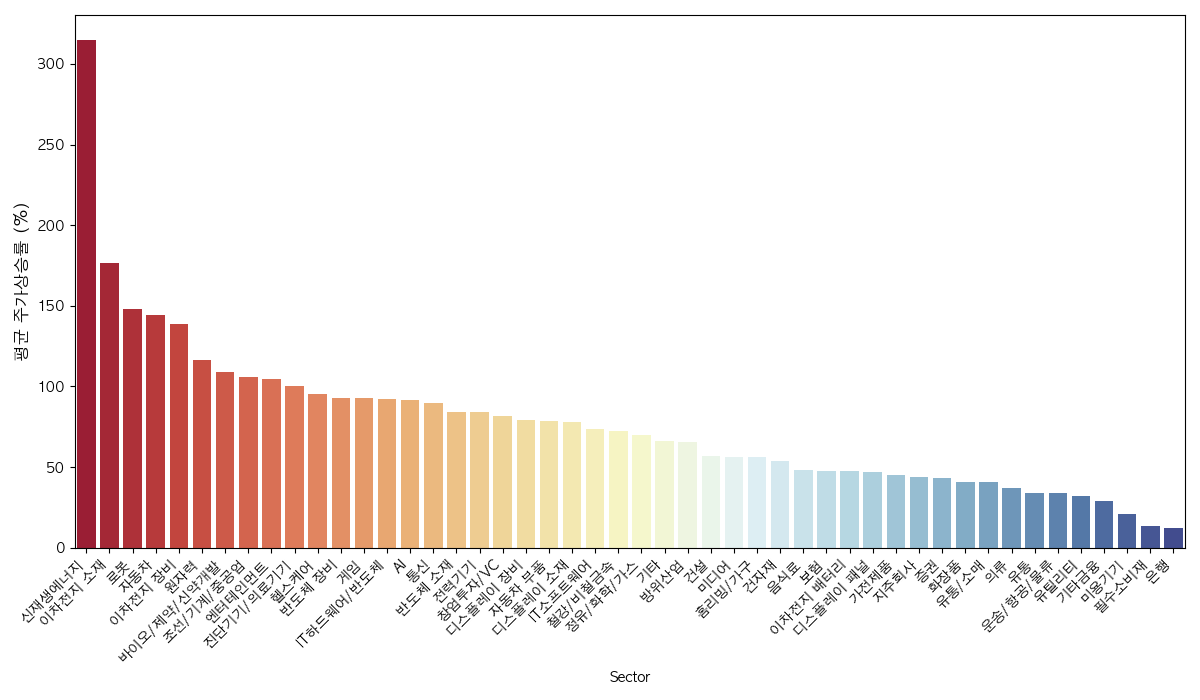 300
250
200
150
100
50
0
평균 주가상승률 (%)
신재생에너지
이차전지 소재
로봇
자동차
이차전지 장비
원자력
바이오/제약/신약개발
조선/기계/중공업
엔터테인먼트
진단기기/의료기기
헬스케어
반도체 장비
게임
IT하드웨어/반도체
AI
통신
반도체 소재
전력기기
창업투자/VC
디스플레이 장비
자동차 부품
디스플레이 소재
IT소프트웨어
철강/비철금속
정유/화학/가스
기타
방위산업
건설
미디어
홈리빙/가구
건자재
음식료
보험
이차전지 배터리
디스플레이 패널
가전제품
지주회사
증권
화장품
유통/소매
의류
유통
운송/항공/물류
유틸리티
기타금융
미용기기
필수소비재
은행
Sector